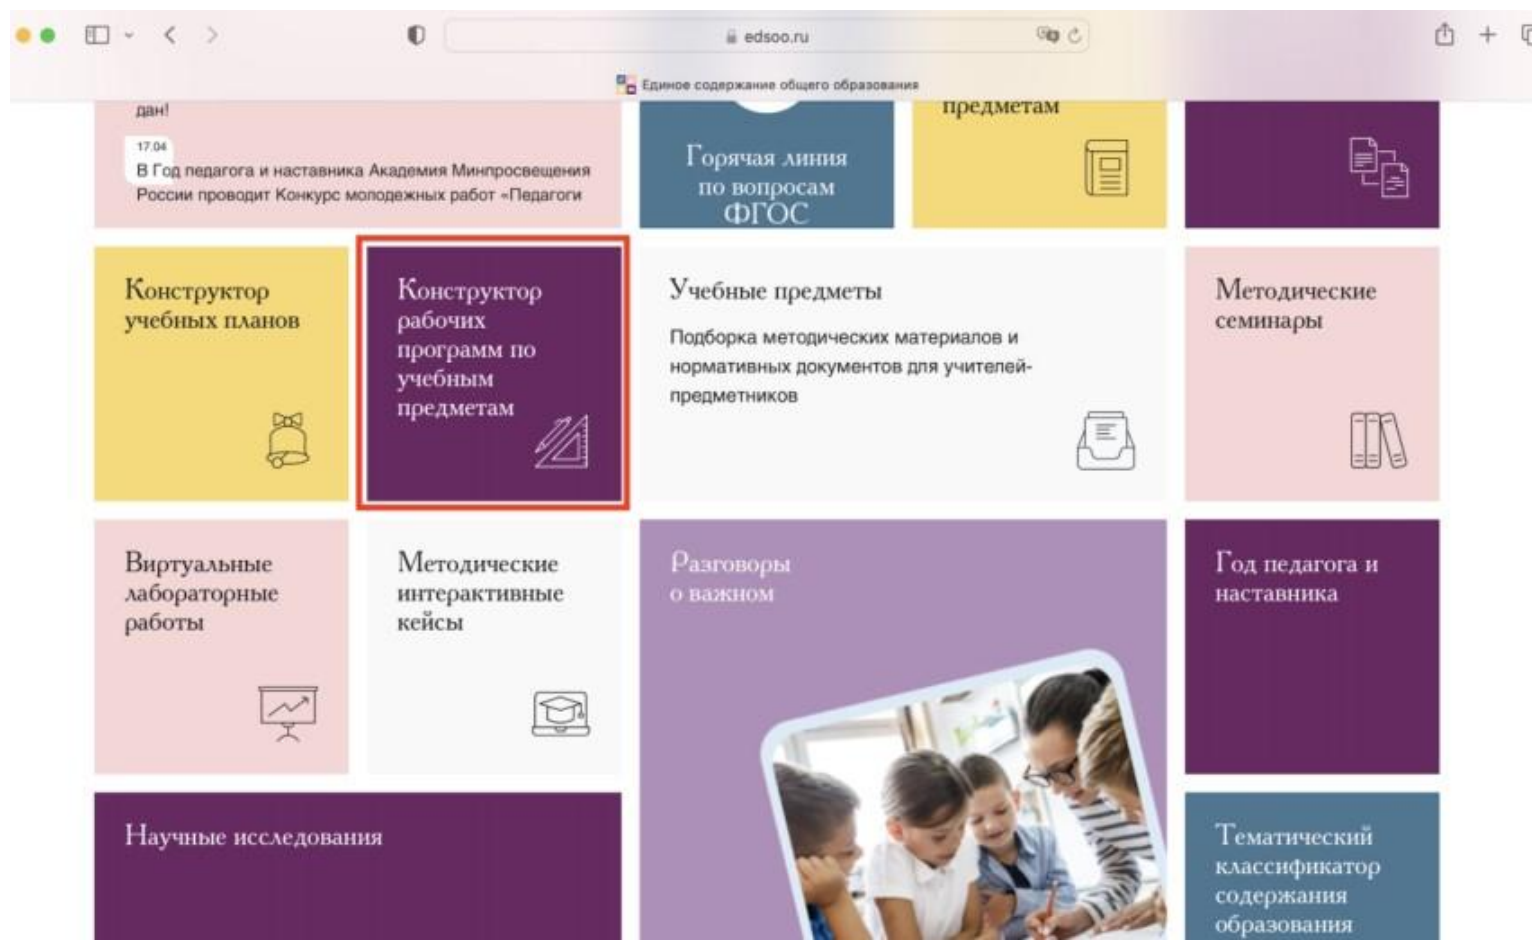 edsoo.ru
Единое содержание общего образования
дан!
17.04
В Год педагога и наставника Академия Минпросвещения
России проводит Конкурс молодежных работ «Педагоги
Горячая линия
по вопросам
ФГОС
предметам
Конструктор
учебных планов
Конструктор
рабочих
программ по
учебным
предметам
Учебные предметы
Подборка методических материалов и
нормативных документов для учителей-
предметников
Методические
семинары
Виртуальные
лабораторные
работы
Методические
интерактивные
кейсы
Разговоры
о важном
Год педагога и
наставника
Научные исследования
Тематический
классификатор
содержания
образования